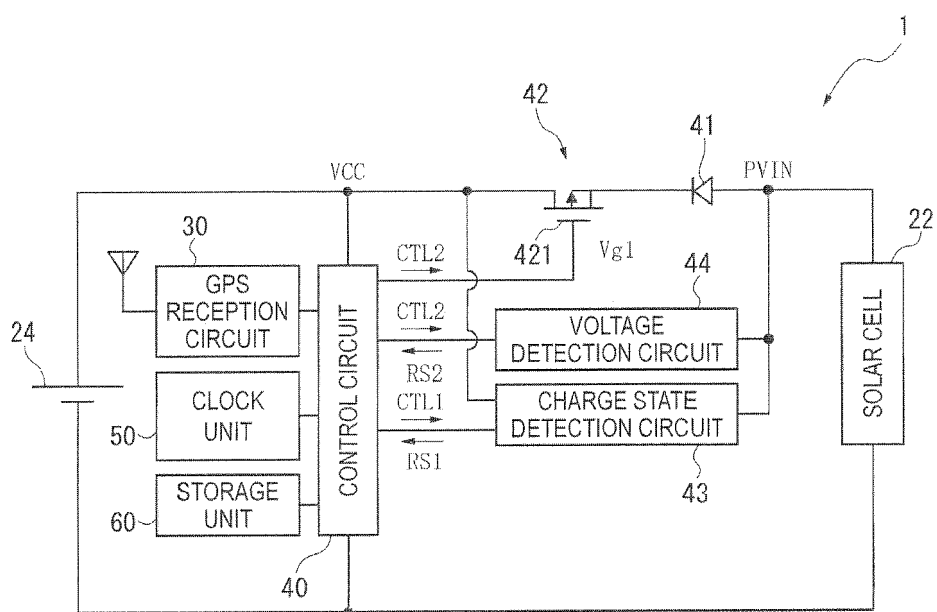 1
42
41
VCC
PVIN
30
22
CTL2
421
Vg1
44
GPS
RECEPTION
CIRCUIT
CONTROL CIRCUIT
CTL2
VOLTAGE
DETECTION CIRCUIT
SOLAR CELL
24
RS2
CLOCK
UNIT
CTL1
CHARGE STATE
DETECTION CIRCUIT
50
RS1
STORAGE
UNIT
43
60
40